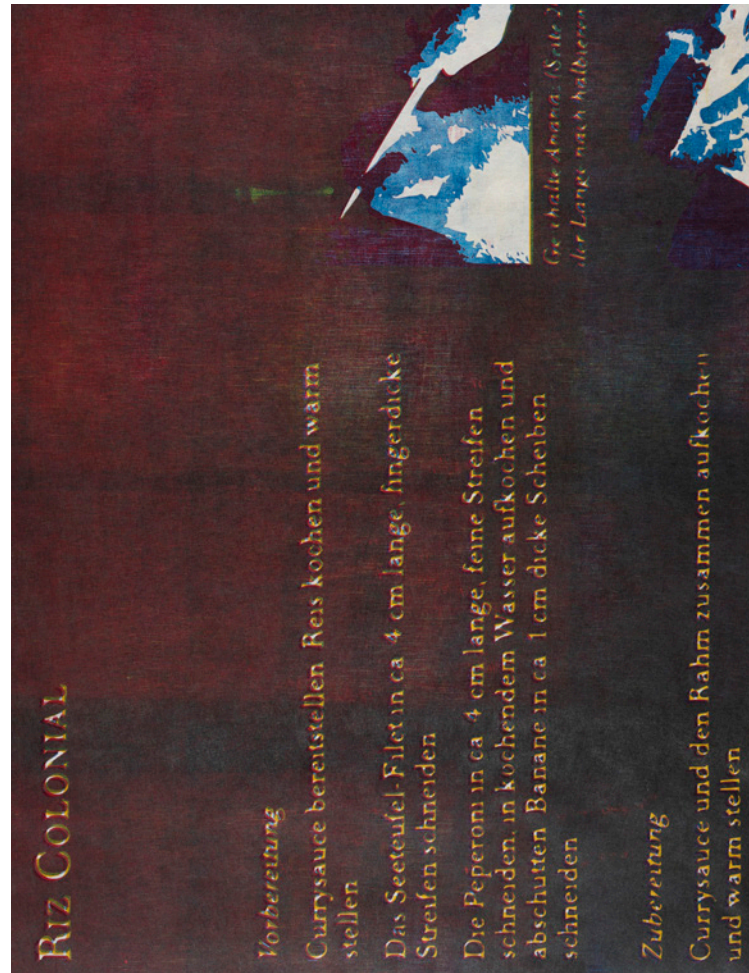 RIZ COLONIAL
Vorbereitung
Currysauce bereitstellen Reis kochen und warm
stellen
Das Seeteufel-Filet in ca 4 cm lange, fingerdicke
Streifen schneiden
Die Peperoni in ca 4 cm lange, feine Streifen
schneiden, in kochendem Wasser aufkochen und
abschutten Banane in ca 1 cm dicke Scheiben
schneiden
Zubereitung
Currysauce und den Rahm zusammen aufkochen
und warm stellen
(Seite
der Lange nach halbieren